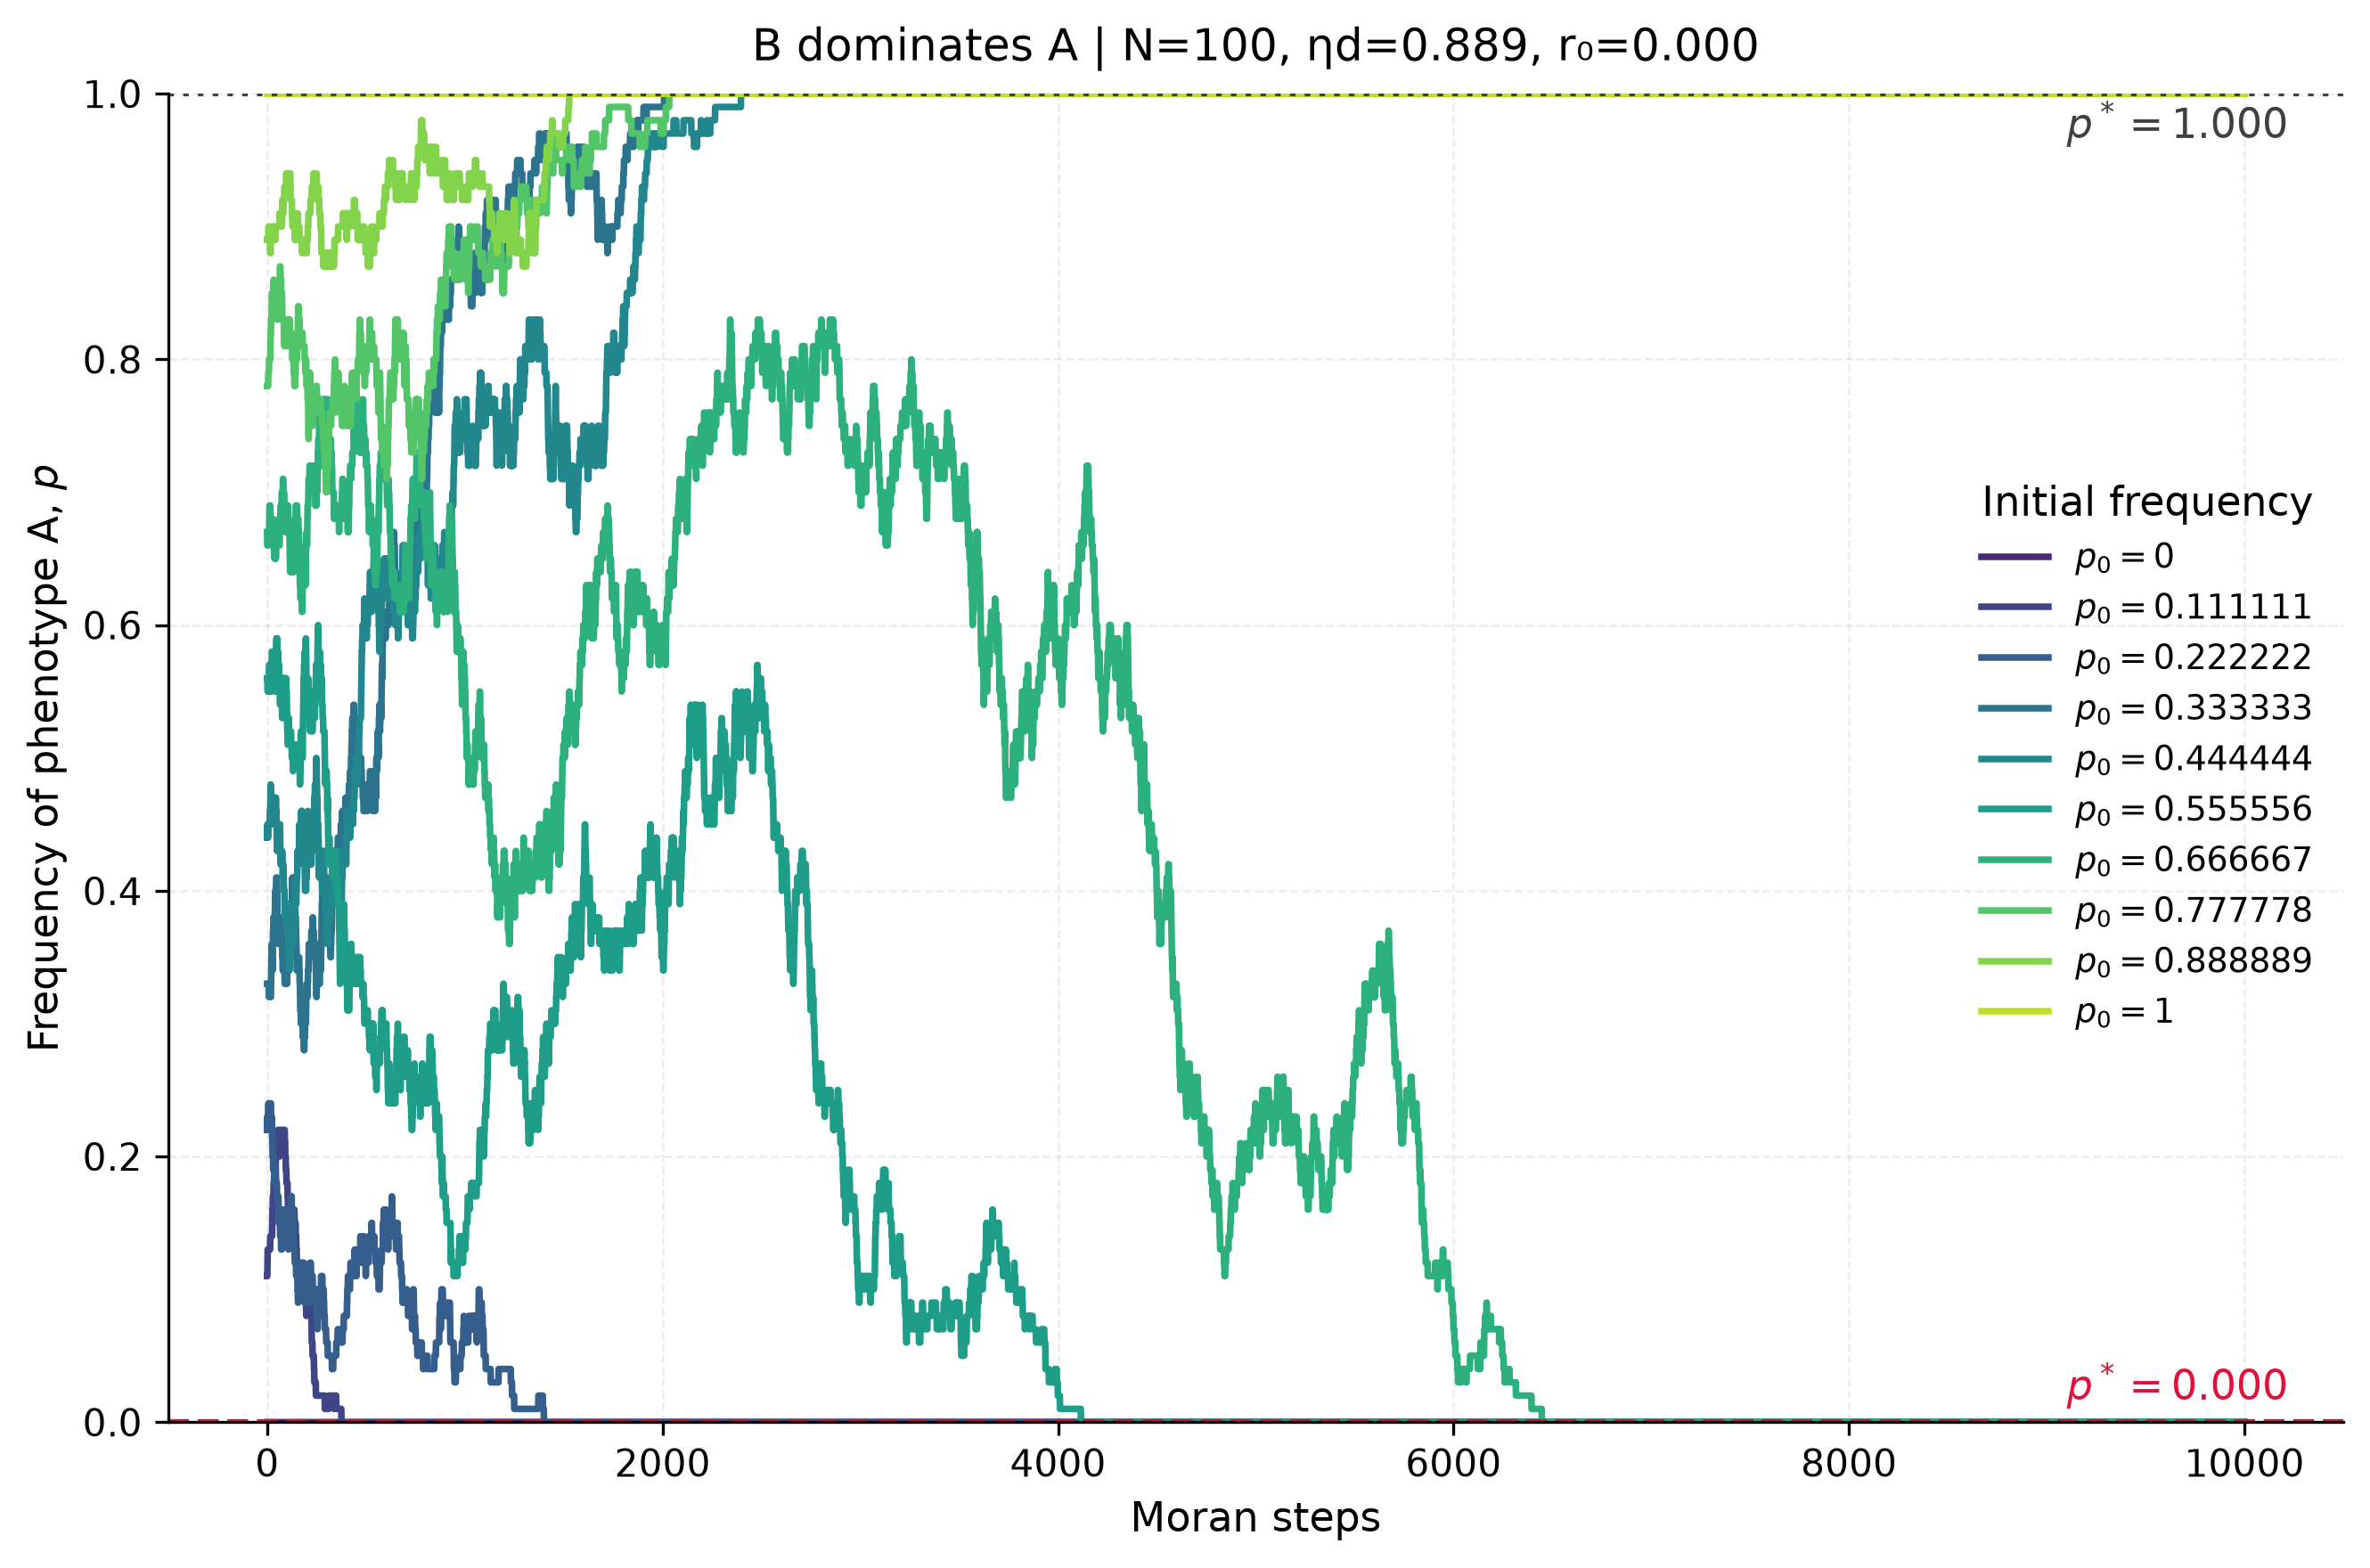 B dominates A | N=100, ηd=0.889, r₀=0.000
1.0
0.8
0.6
0.4
0.2
0.0
Frequency of phenotype A, p
p* = 1.000
Initial frequency
p₀ = 0
p₀ = 0.111111
p₀ = 0.222222
p₀ = 0.333333
p₀ = 0.444444
p₀ = 0.555556
p₀ = 0.666667
p₀ = 0.777778
p₀ = 0.888889
p₀ = 1
p* = 0.000
0 2000 4000 6000 8000 10000
Moran steps